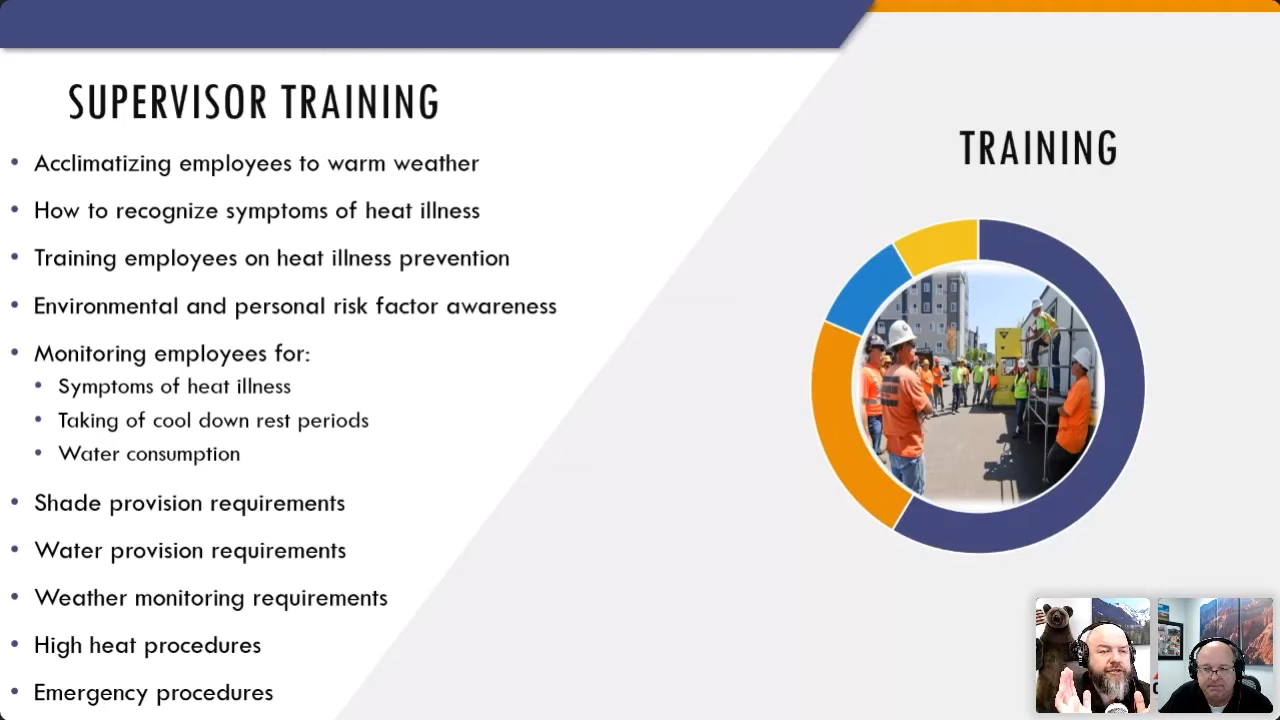 SUPERVISOR TRAINING
• Acclimatizing employees to warm weather
• How to recognize symptoms of heat illness
• Training employees on heat illness prevention
• Environmental and personal risk factor awareness
• Monitoring employees for:
• Symptoms of heat illness
• Taking of cool down rest periods
• Water consumption
• Shade provision requirements
• Water provision requirements
• Weather monitoring requirements
• High heat procedures
• Emergency procedures
TRAINING